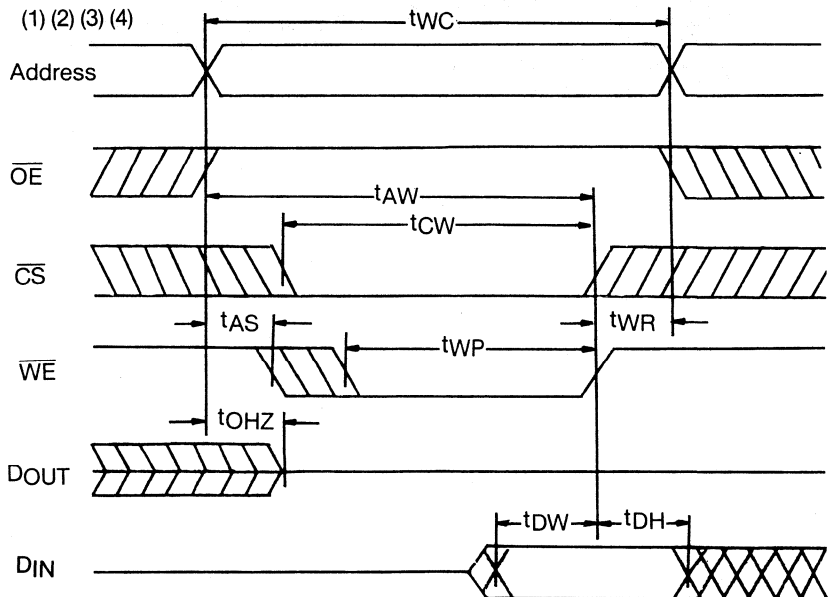 (1) (2) (3) (4)
tWC
Address
OE
tAW
tCW
CS
tAS
tWR
WE
tWP
tOHZ
DOUT
tDW
tDH
DIN